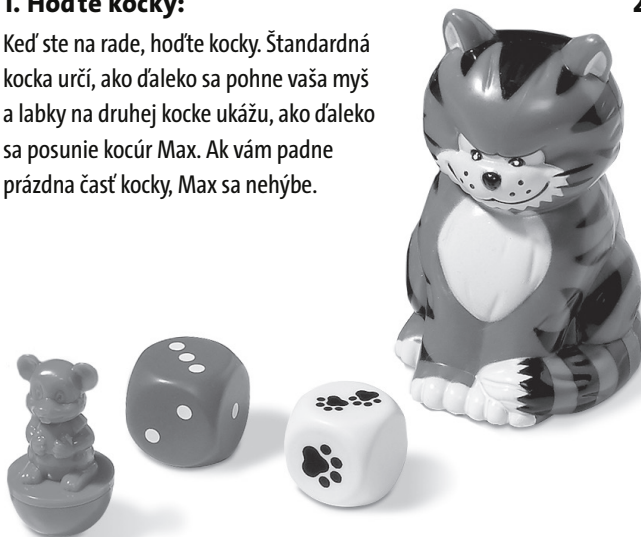 1. Hoďte kocky:
Keď ste na rade, hoďte kocky. Štandardná
kocka určí, ako ďaleko sa pohne vaša myš
a labky na druhej kocke ukážu, ako ďaleko
sa posunie kocúr Max. Ak vám padne
prázdna časť kocky, Max sa nehýbe.
2